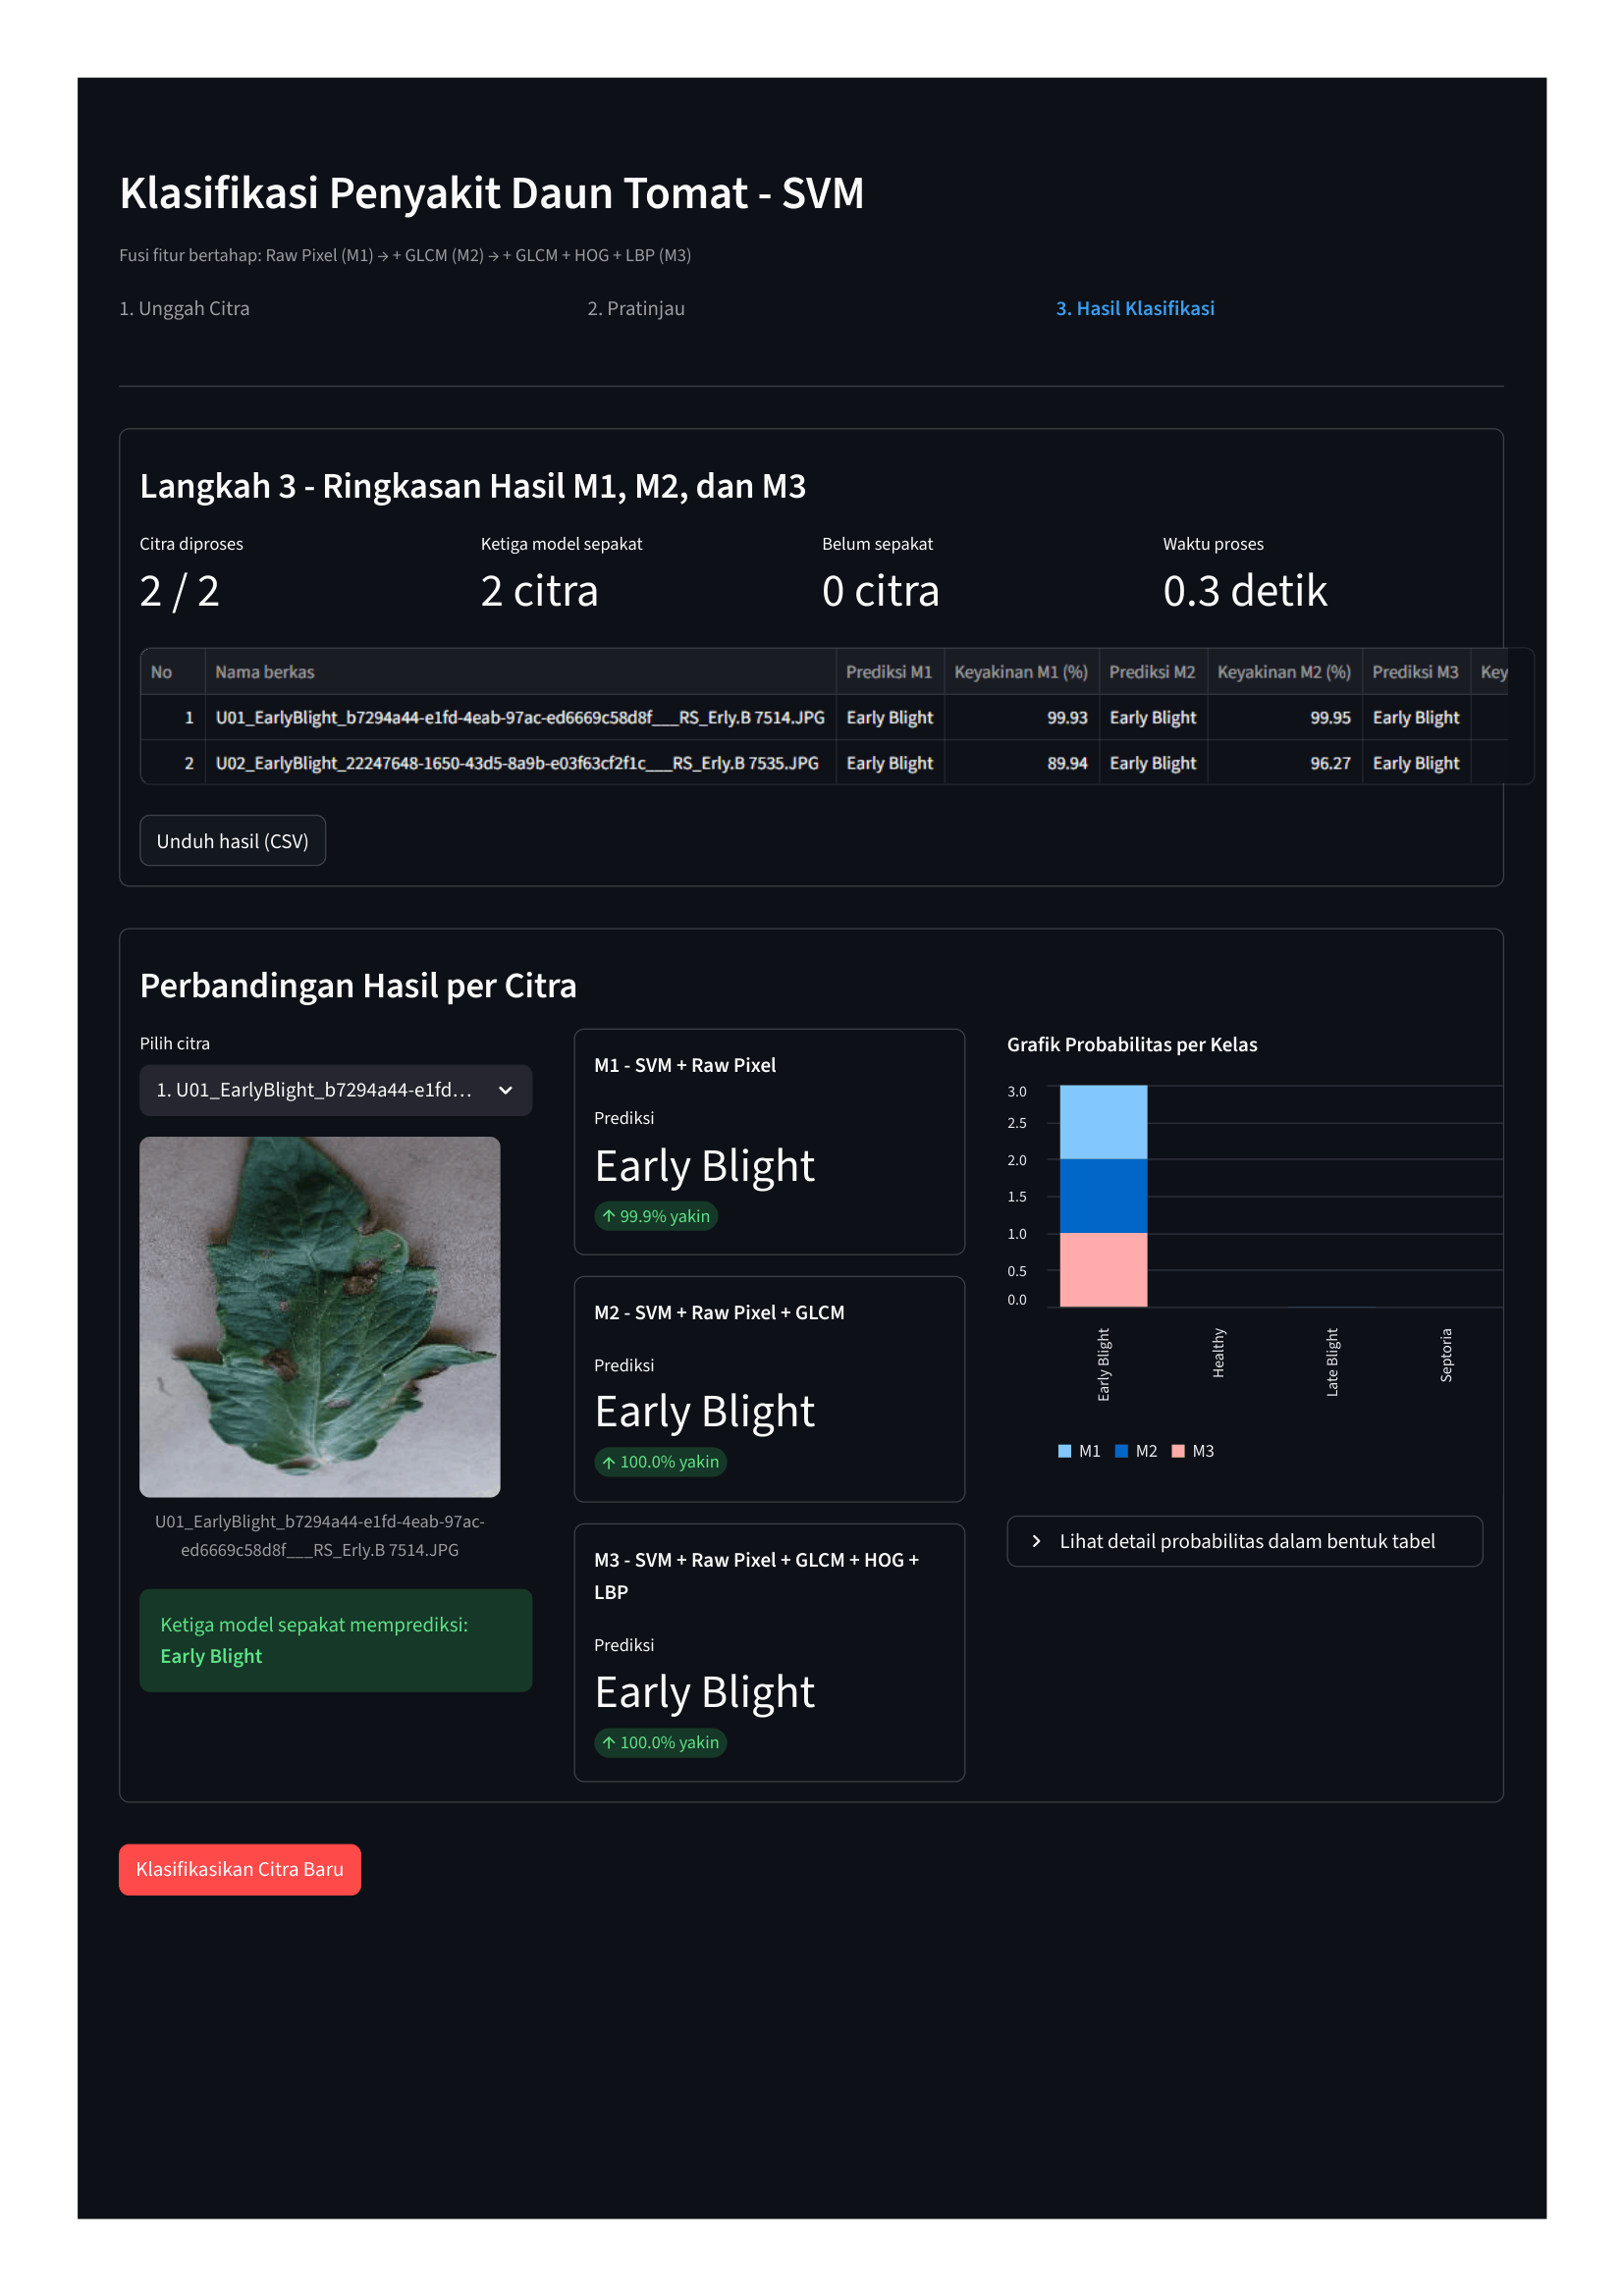 Klasifikasi Penyakit Daun Tomat - SVM
Fusi fitur bertahap: Raw Pixel (M1) → + GLCM (M2) → + GLCM + HOG + LBP (M3)
1. Unggah Citra
2. Pratinjau
3. Hasil Klasifikasi
Langkah 3 - Ringkasan Hasil M1, M2, dan M3
Citra diproses
2 / 2
Ketiga model sepakat
2 citra
Belum sepakat
0 citra
Waktu proses
0.3 detik
No Nama berkas Prediksi M1 Keyakinan M1 (%) Prediksi M2 Keyakinan M2 (%) Prediksi M3 Key
1 U01_EarlyBlight_b7294a44-e1fd-4eab-97ac-ed6669c58d8f___RS_Erly.B 7514.JPG Early Blight 99.93 Early Blight 99.95 Early Blight
2 U02_EarlyBlight_22247648-1650-43d5-8a9b-e03f63cf2f1c___RS_Erly.B 7535.JPG Early Blight 89.94 Early Blight 96.27 Early Blight
Unduh hasil (CSV)
Perbandingan Hasil per Citra
Pilih citra
1. U01_EarlyBlight_b7294a44-e1fd...
U01_EarlyBlight_b7294a44-e1fd-4eab-97ac-
ed6669c58d8f___RS_Erly.B 7514.JPG
Ketiga model sepakat memprediksi:
Early Blight
M1 - SVM + Raw Pixel
Prediksi
Early Blight
↑ 99.9% yakin
M2 - SVM + Raw Pixel + GLCM
Prediksi
Early Blight
↑ 100.0% yakin
M3 - SVM + Raw Pixel + GLCM + HOG +
LBP
Prediksi
Early Blight
↑ 100.0% yakin
Grafik Probabilitas per Kelas
3.0
2.5
2.0
1.5
1.0
0.5
0.0
Early Blight
Healthy
Late Blight
Septoria
M1 M2 M3
Lihat detail probabilitas dalam bentuk tabel
Klasifikasikan Citra Baru